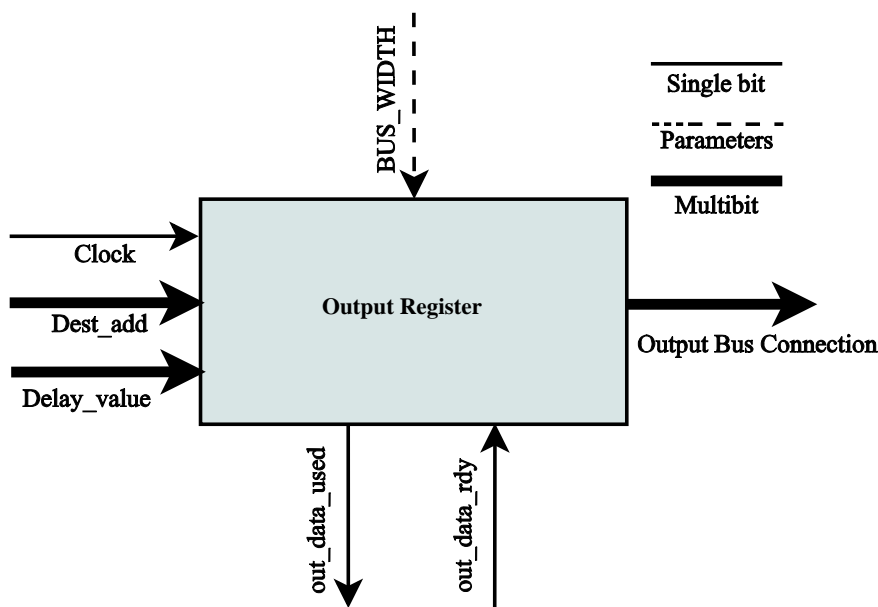 BUS_WIDTH
Single bit
Parameters
Multibit
Clock
Dest_add
Delay_value
Output Register
Output Bus Connection
out_data_used
out_data_rdy